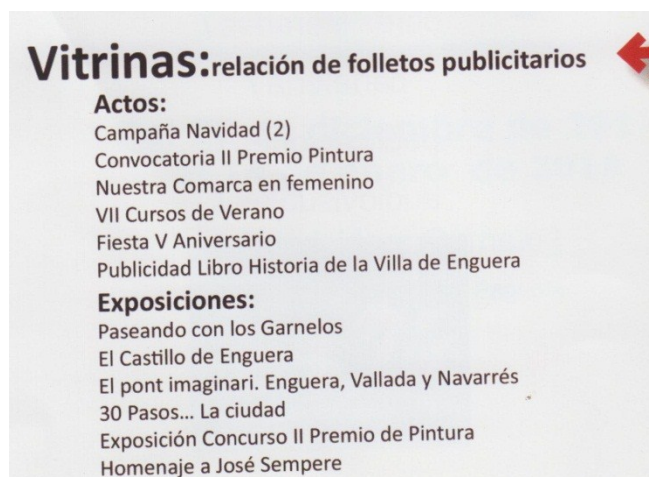 Vitrinas:relación de folletos publicitarios
Actos:
Campaña Navidad (2)
Convocatoria II Premio Pintura
Nuestra Comarca en femenino
VII Cursos de Verano
Fiesta V Aniversario
Publicidad Libro Historia de la Villa de Enguera
Exposiciones:
Paseando con los Garnelos
El Castillo de Enguera
El pont imaginari. Enguera, Vallada y Navarrés
30 Pasos... La ciudad
Exposición Concurso II Premio de Pintura
Homenaje a José Sempere